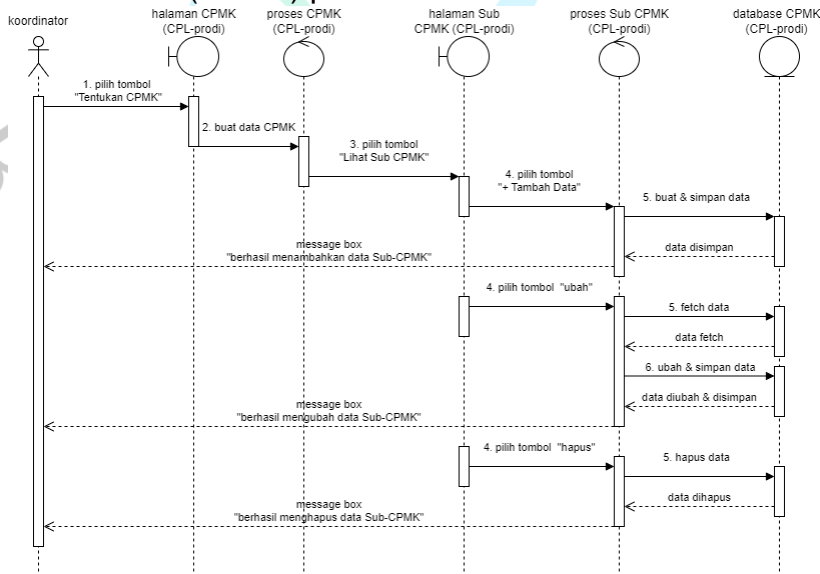 koordinator
halaman CPMK
(CPL-prodi)
proses CPMK
(CPL-prodi)
halaman Sub
CPMK (CPL-prodi)
proses Sub CPMK
(CPL-prodi)
database CPMK
(CPL-prodi)
1. pilih tombol
"Tentukan CPMK"
2. buat data CPMK
3. pilih tombol
"Lihat Sub CPMK"
4. pilih tombol
"+ Tambah Data"
5. buat & simpan data
data disimpan
message box
"berhasil menambahkan data Sub-CPMK"
4. pilih tombol "ubah"
5. fetch data
data fetch
6. ubah & simpan data
data diubah & disimpan
message box
"berhasil mengubah data Sub-CPMK"
4. pilih tombol "hapus"
5. hapus data
data dihapus
message box
"berhasil menghapus data Sub-CPMK"